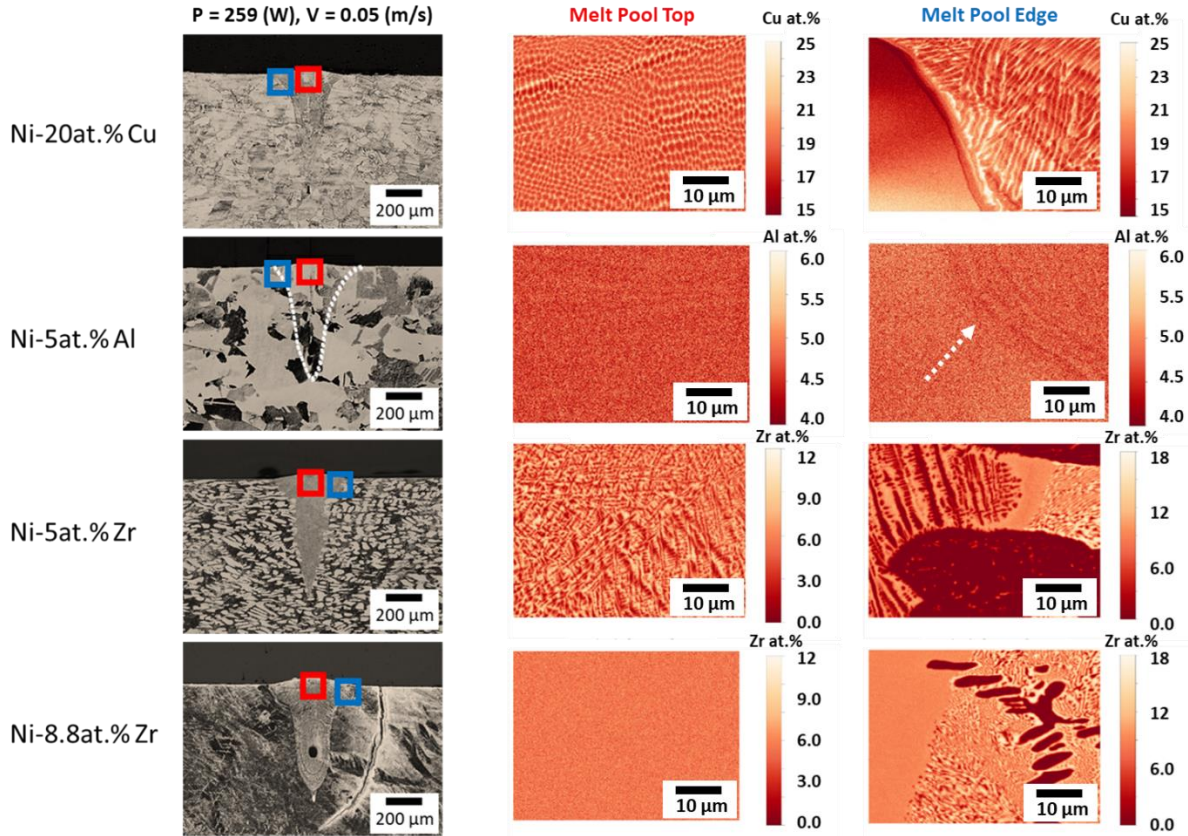 P = 259 (W), V = 0.05 (m/s)
Melt Pool Top
Cu at.%
Melt Pool Edge
Cu at.%
Ni-20at.% Cu
200 µm
10 µm
25
23
21
19
17
15
10 µm
25
23
21
19
17
15
Ni-5at.% Al
200 µm
Al at.%
10 µm
6.0
5.5
5.0
4.5
4.0
Al at.%
10 µm
6.0
5.5
5.0
4.5
4.0
Ni-5at.% Zr
200 µm
Zr at.%
10 µm
12
9.0
6.0
3.0
0.0
Zr at.%
10 µm
18
12
6.0
0.0
Ni-8.8at.% Zr
200 µm
Zr at.%
10 µm
12
9.0
6.0
3.0
0.0
Zr at.%
10 µm
18
12
6.0
0.0